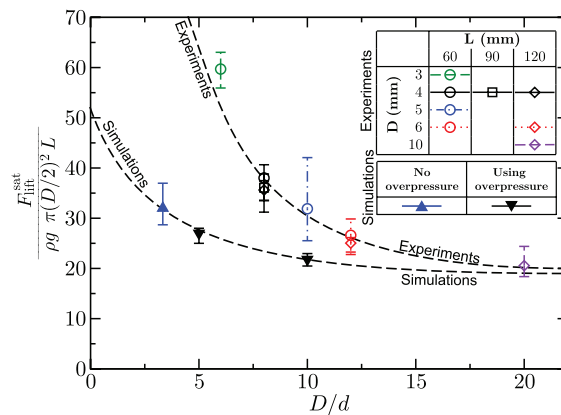 70
60
50
40
30
20
10
0
F_lift^sat
ρg π(D/2)² L
Experiments
Simulations
Experiments
Simulations
0 5 10 15 20
D/d
L (mm)
60 90 120
Experiments
D (mm)
3
4
5
6
10
Simulations
No overpressure
Using overpressure